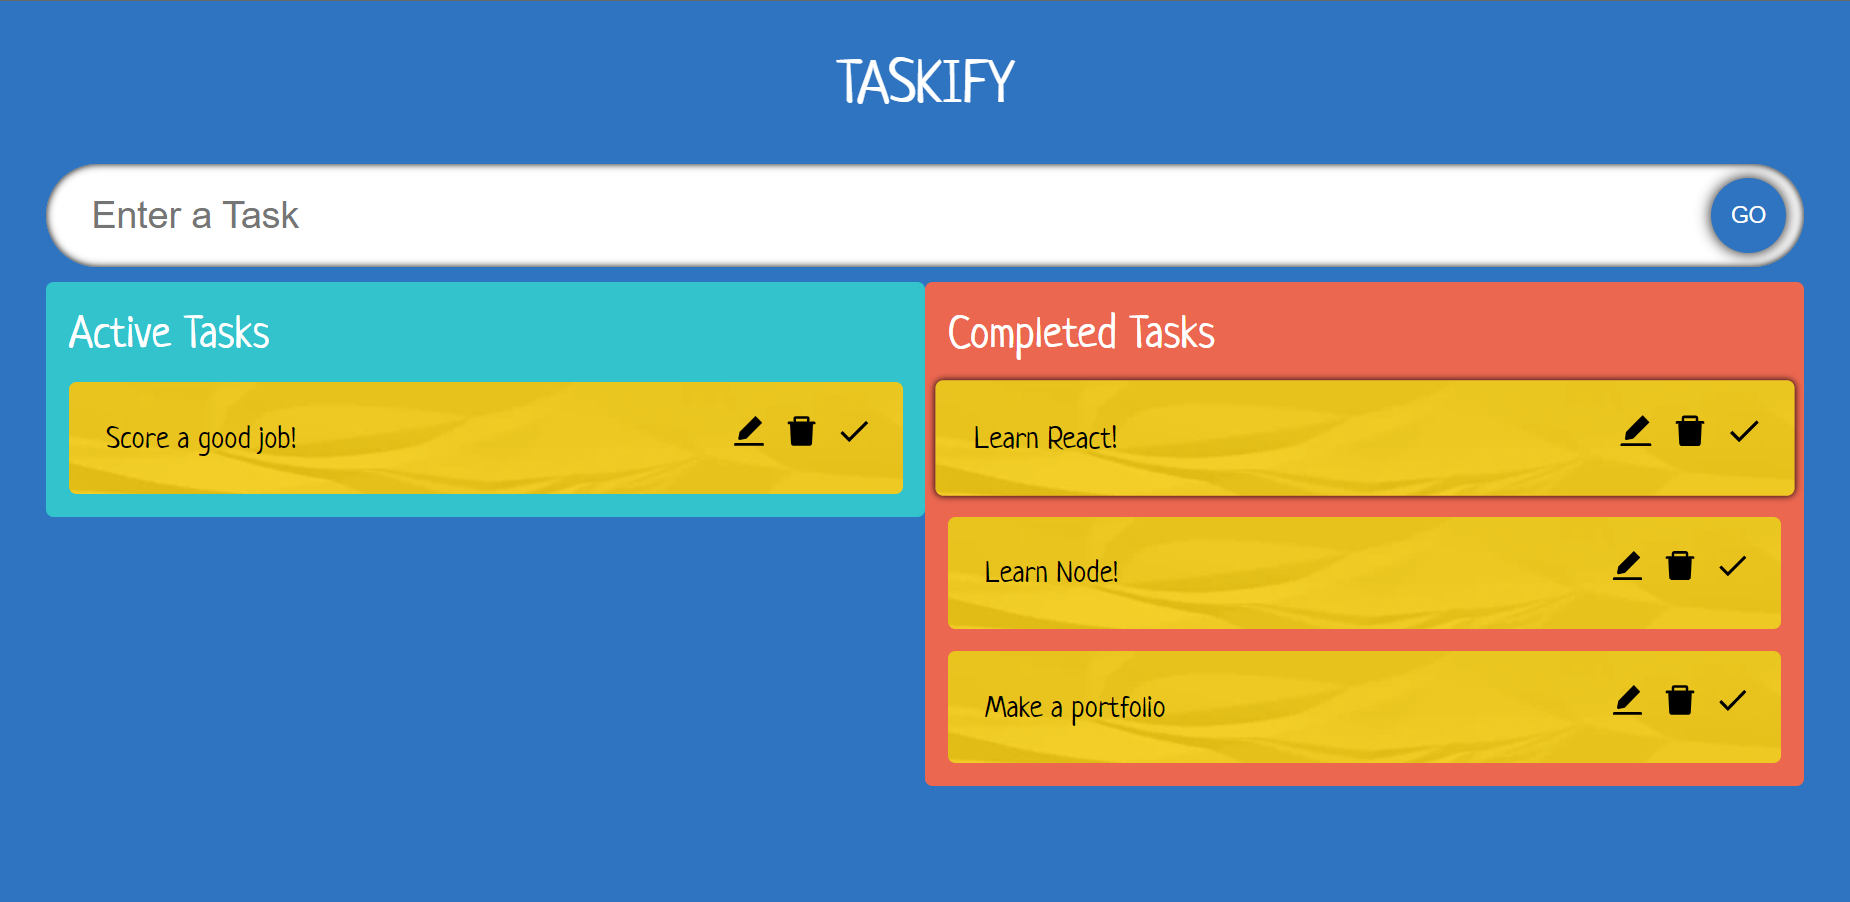 TASKIFY
Enter a Task
GO
Active Tasks
Score a good job!
Completed Tasks
Learn React!
Learn Node!
Make a portfolio